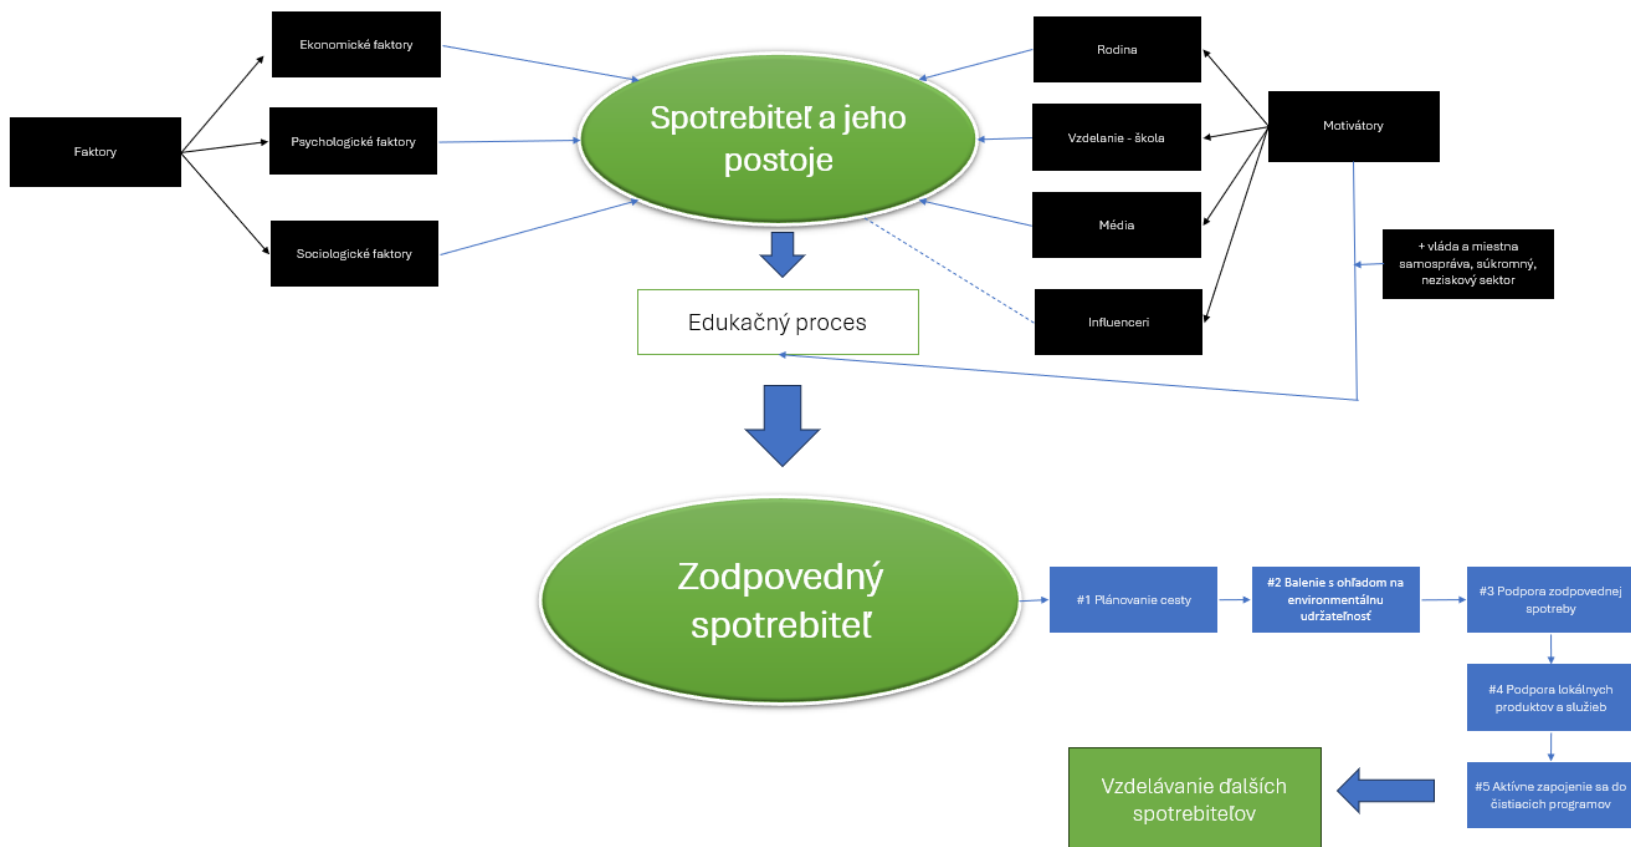 Ekonomické faktory
Psychologické faktory
Sociologické faktory
Faktory
Spotrebiteľ a jeho
postoje
Rodina
Vzdelanie - škola
Média
Influenceri
Motivátory
+ vláda a miestna
samospráva, súkromný,
neziskový sektor
Edukačný proces
Zodpovedný
spotrebiteľ
#1 Plánovanie cesty
#2 Balenie s ohľadom na
environmentálnu
udržateľnosť
#3 Podpora zodpovednej
spotreby
#4 Podpora lokálnych
produktov a služieb
#5 Aktívne zapojenie sa do
čistiacich programov
Vzdelávanie ďalších
spotrebiteľov